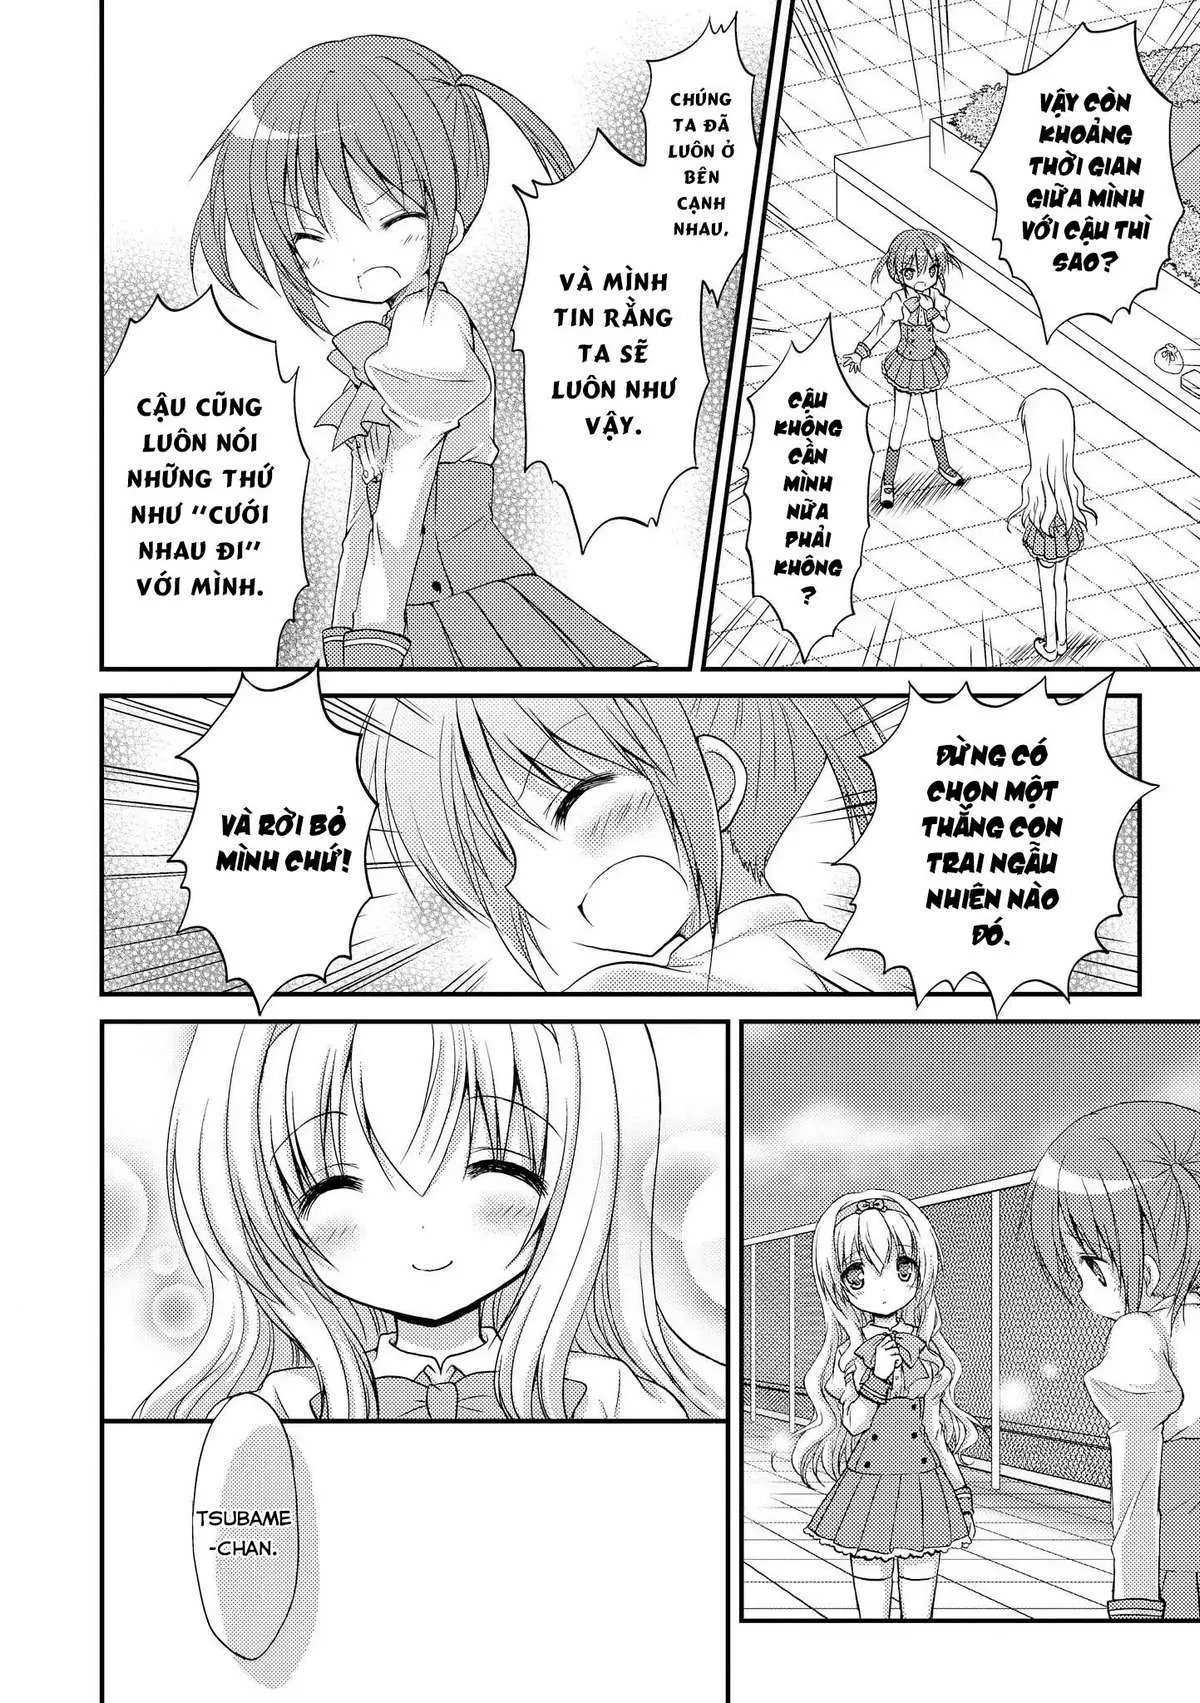 VẬY CÒN
KHOẢNG
THỜI GIAN
GIỮA MÌNH
VỚI CẬU THÌ
SAO?
CẬU
KHÔNG
CẦN
MÌNH
NỮA
PHẢI
KHÔNG
?
CHÚNG
TA ĐÃ
LUÔN Ở
BÊN
CẠNH
NHAU.
VÀ MÌNH
TIN RẰNG
TA SẼ
LUÔN NHƯ
VẬY.
CẬU CŨNG
LUÔN NÓI
NHỮNG THỨ
NHƯ "CƯỚI
NHAU ĐI"
VỚI MÌNH.
ĐỪNG CÓ
CHỌN MỘT
THẰNG CON
TRAI NGẪU
NHIÊN NÀO
ĐÓ.
VÀ RỜI BỎ
MÌNH CHỨ!
TSUBAME
-CHAN.